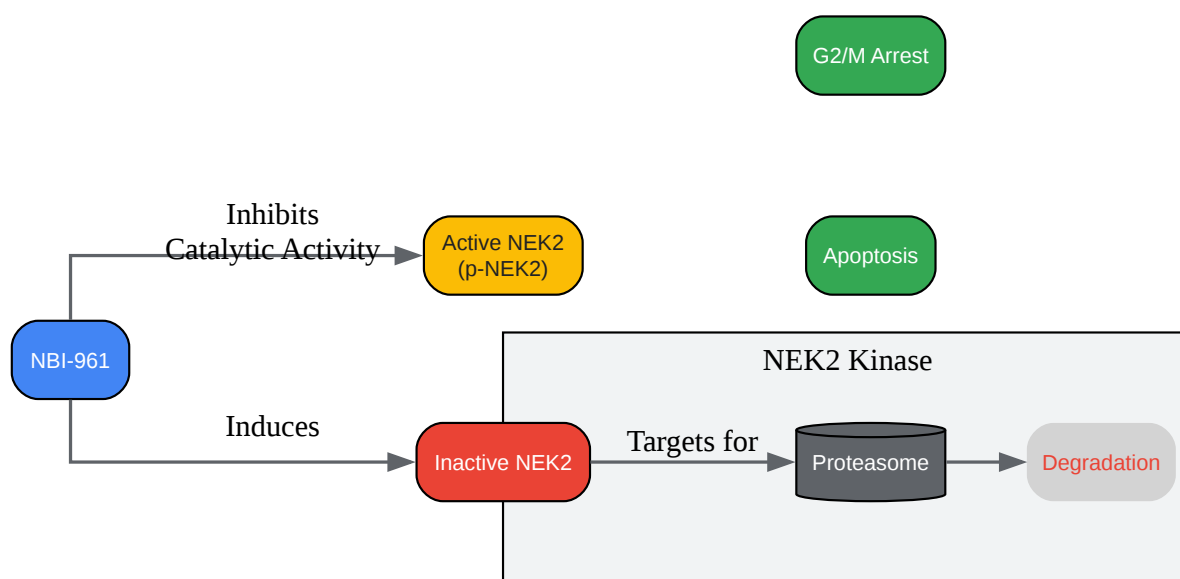 G2/M Arrest
Inhibits
Catalytic Activity
Active NEK2
(p-NEK2)
Apoptosis
NBI-961
NEK2 Kinase
Induces
Inactive NEK2
Targets for
Proteasome
Degradation